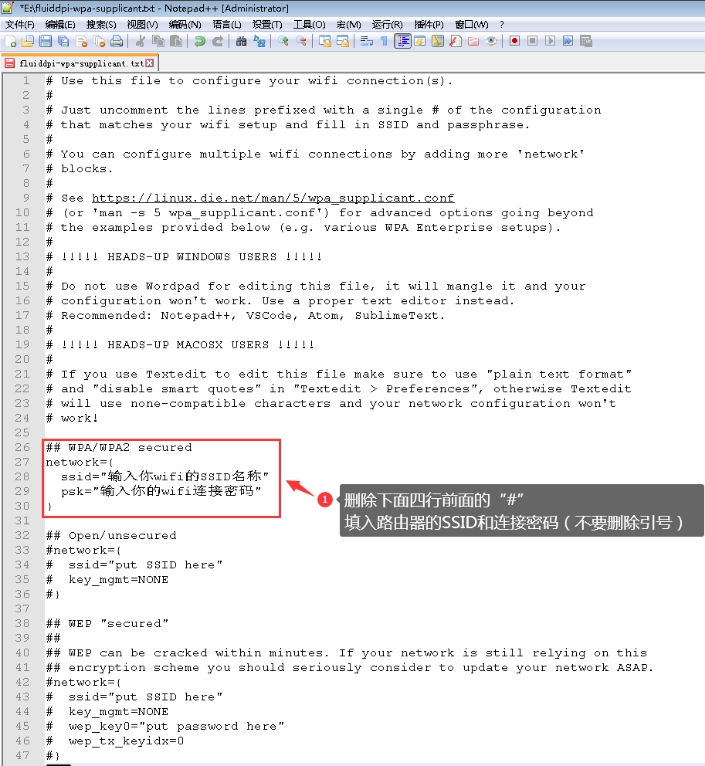 *E:\fluiddpi-wpa-supplicant.txt - Notepad++ [Administrator]
文件(F) 编辑(E) 搜索(S) 视图(V) 编码(N) 语言(L) 设置(T) 工具(O) 宏(M) 运行(R) 插件(P) 窗口(W) ?
fluiddpi-wpa-supplicant.txt
1 # Use this file to configure your wifi connection(s).
2 #
3 # Just uncomment the lines prefixed with a single # of the configuration
4 # that matches your wifi setup and fill in SSID and passphrase.
5 #
6 # You can configure multiple wifi connections by adding more 'network'
7 # blocks.
8 #
9 # See https://linux.die.net/man/5/wpa_supplicant.conf
10 # (or 'man -s 5 wpa_supplicant.conf') for advanced options going beyond
11 # the examples provided below (e.g. various WPA Enterprise setups).
12 #
13 # !!!!! HEADS-UP WINDOWS USERS !!!!!
14 #
15 # Do not use Wordpad for editing this file, it will mangle it and your
16 # configuration won't work. Use a proper text editor instead.
17 # Recommended: Notepad++, VSCode, Atom, SublimeText.
18 #
19 # !!!!! HEADS-UP MACOSX USERS !!!!!
20 #
21 # If you use Textedit to edit this file make sure to use "plain text format"
22 # and "disable smart quotes" in "Textedit > Preferences", otherwise Textedit
23 # will use none-compatible characters and your network configuration won't
24 # work!
25
26 ## WPA/WPA2 secured
27 network={
28   ssid="输入你wifi的SSID名称"
29   psk="输入你的wifi连接密码"
30 }
1 删除下面四行前面的“#”
填入路由器的SSID和连接密码（不要删除引号）
31
32 ## Open/unsecured
33 #network={
34 #  ssid="put SSID here"
35 #  key_mgmt=NONE
36 #}
37
38 ## WEP "secured"
39 ##
40 ## WEP can be cracked within minutes. If your network is still relying on this
41 ## encryption scheme you should seriously consider to update your network ASAP.
42 #network={
43 #  ssid="put SSID here"
44 #  key_mgmt=NONE
45 #  wep_key0="put password here"
46 #  wep_tx_keyidx=0
47 #}